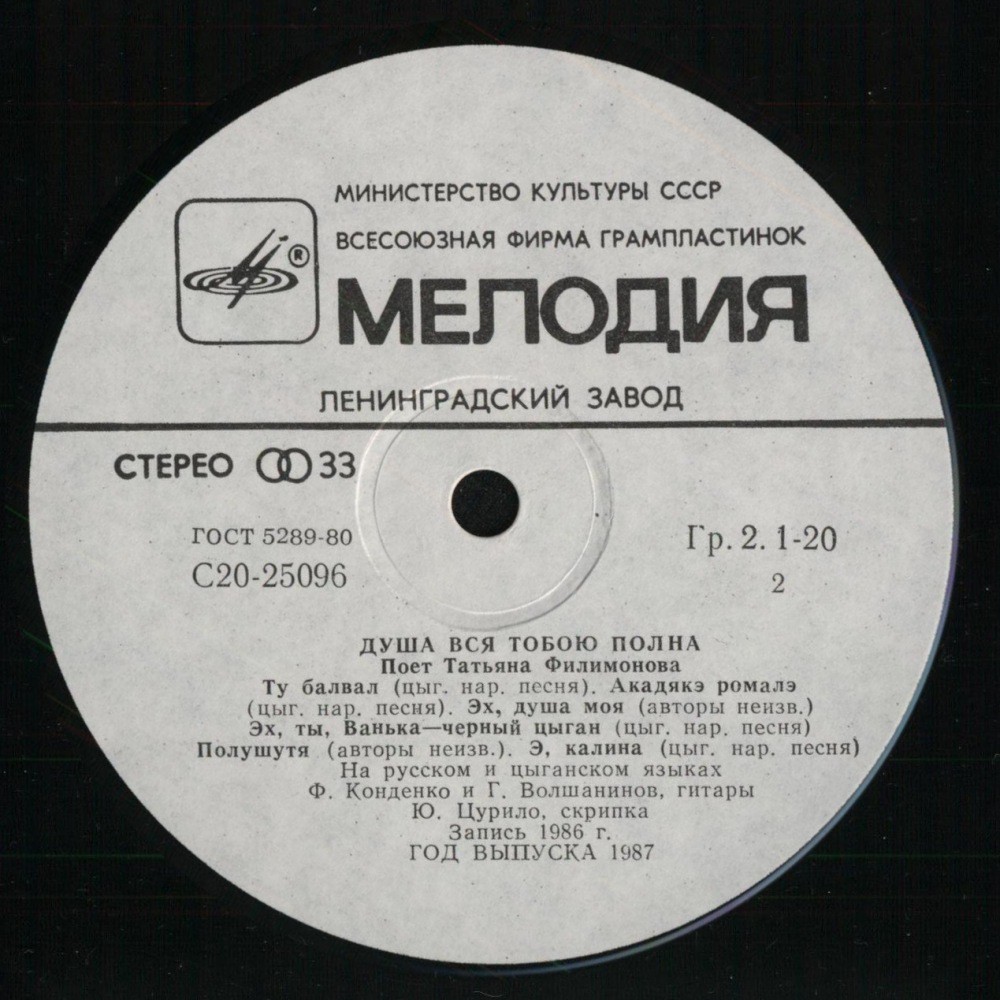 МИНИСТЕРСТВО КУЛЬТУРЫ СССР
ВСЕСОЮЗНАЯ ФИРМА ГРАМПЛАСТИНОК
®
МЕЛОДИЯ
ЛЕНИНГРАДСКИЙ ЗАВОД
СТЕРЕО 33
ГОСТ 5289-80
С20-25096
Гр. 2. 1-20
2
ДУША ВСЯ ТОБОЮ ПОЛНА
Поет Татьяна Филимонова
Ту балвал (цыг. нар. песня). Акадякэ ромалэ
(цыг. нар. песня). Эх, душа моя (авторы неизв.)
Эх, ты, Ванька—черный цыган (цыг. нар. песня)
Полушутя (авторы неизв.). Э, калина (цыг. нар. песня)
На русском и цыганском языках
Ф. Конденко и Г. Волшанинов, гитары
Ю. Цурило, скрипка
Запись 1986 г.
ГОД ВЫПУСКА 1987